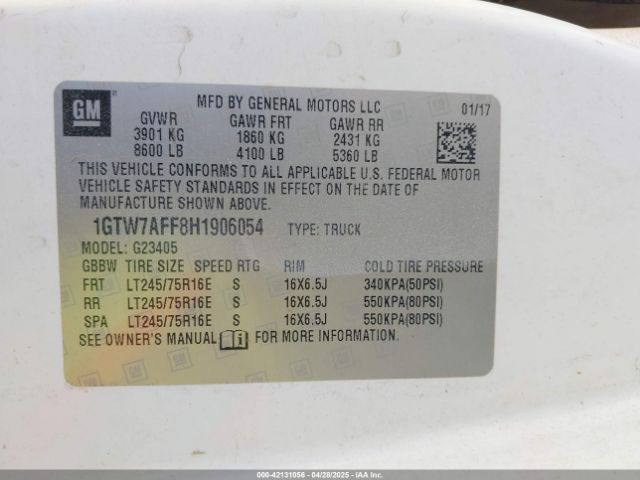 GM
MFD BY GENERAL MOTORS LLC 01/17
GVWR GAWR FRT GAWR RR
3901 KG 1860 KG 2431 KG
8600 LB 4100 LB 5360 LB
THIS VEHICLE CONFORMS TO ALL APPLICABLE U.S. FEDERAL MOTOR
VEHICLE SAFETY STANDARDS IN EFFECT ON THE DATE OF
MANUFACTURE SHOWN ABOVE.
1GTW7AFF8H1906054 TYPE: TRUCK
MODEL: G23405
GBBW TIRE SIZE SPEED RTG RIM COLD TIRE PRESSURE
FRT LT245/75R16E S 16X6.5J 340KPA(50PSI)
RR LT245/75R16E S 16X6.5J 550KPA(80PSI)
SPA LT245/75R16E S 16X6.5J 550KPA(80PSI)
SEE OWNER'S MANUAL FOR MORE INFORMATION.
000-42131056 - 04/28/2025 - COPART/IAA